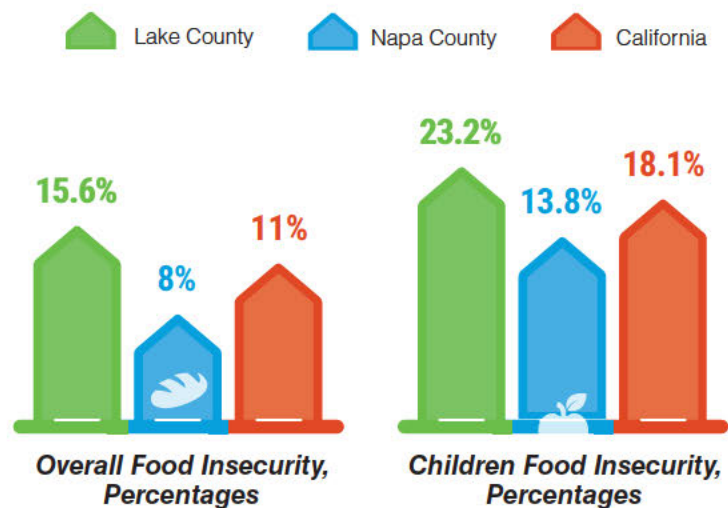 Lake County
Napa County
California
15.6%
8%
11%
23.2%
13.8%
18.1%
Overall Food Insecurity,
Percentages
Children Food Insecurity,
Percentages